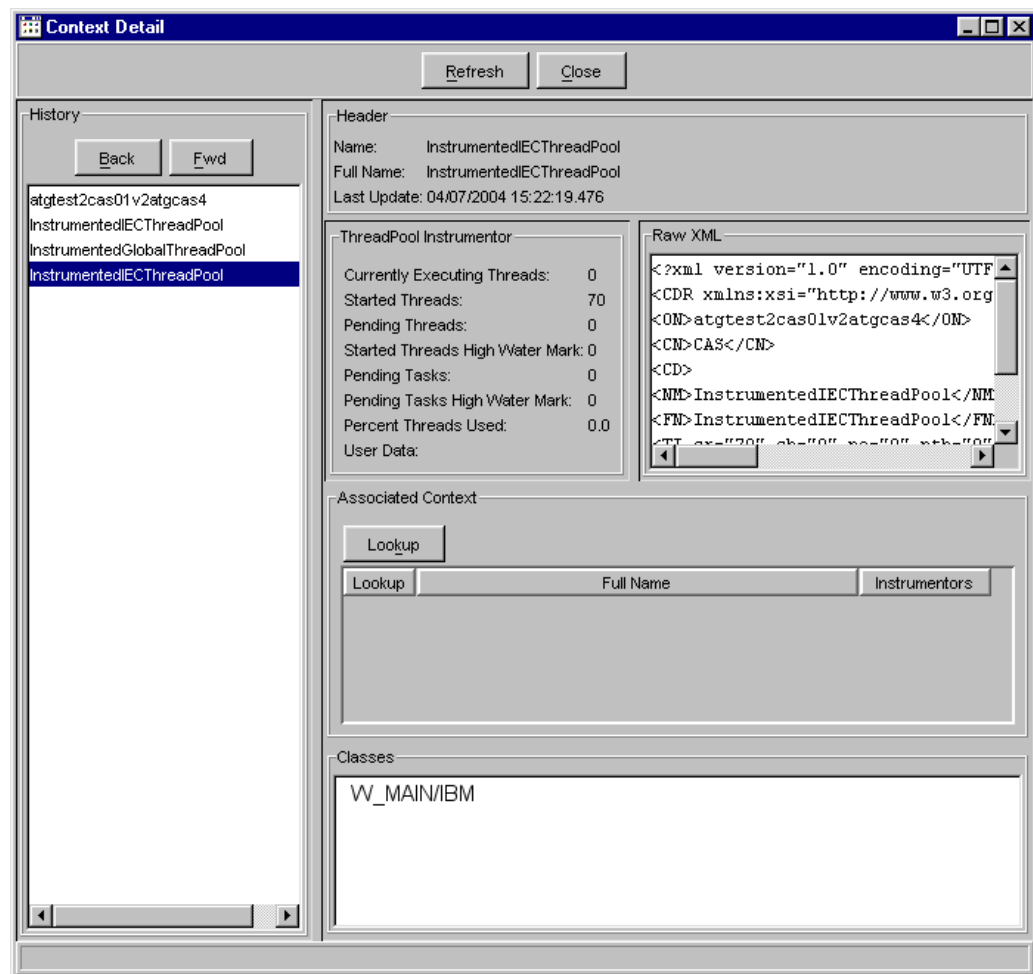 Context Detail
Refresh Close
History
Back Fwd
atgtest2cas01v2atgcas4
InstrumentedIECThreadPool
InstrumentedGlobalThreadPool
InstrumentedIECThreadPool
Header
Name: InstrumentedIECThreadPool
Full Name: InstrumentedIECThreadPool
Last Update: 04/07/2004 15:22:19.476
ThreadPool Instrumentor
Currently Executing Threads: 0
Started Threads: 70
Pending Threads: 0
Started Threads High Water Mark: 0
Pending Tasks: 0
Pending Tasks High Water Mark: 0
Percent Threads Used: 0.0
User Data:
Raw XML
<?xml version="1.0" encoding="UTF
<CDR xmlns:xsi="http://www.w3.org
<ON>atgtest2cas01v2atgcas4</ON>
<CN>CAS</CN>
<CD>
<NM>InstrumentedIECThreadPool</NM
<FN>InstrumentedIECThreadPool</FN
Associated Context
Lookup
Lookup Full Name Instrumentors
Classes
W_MAIN/IBM